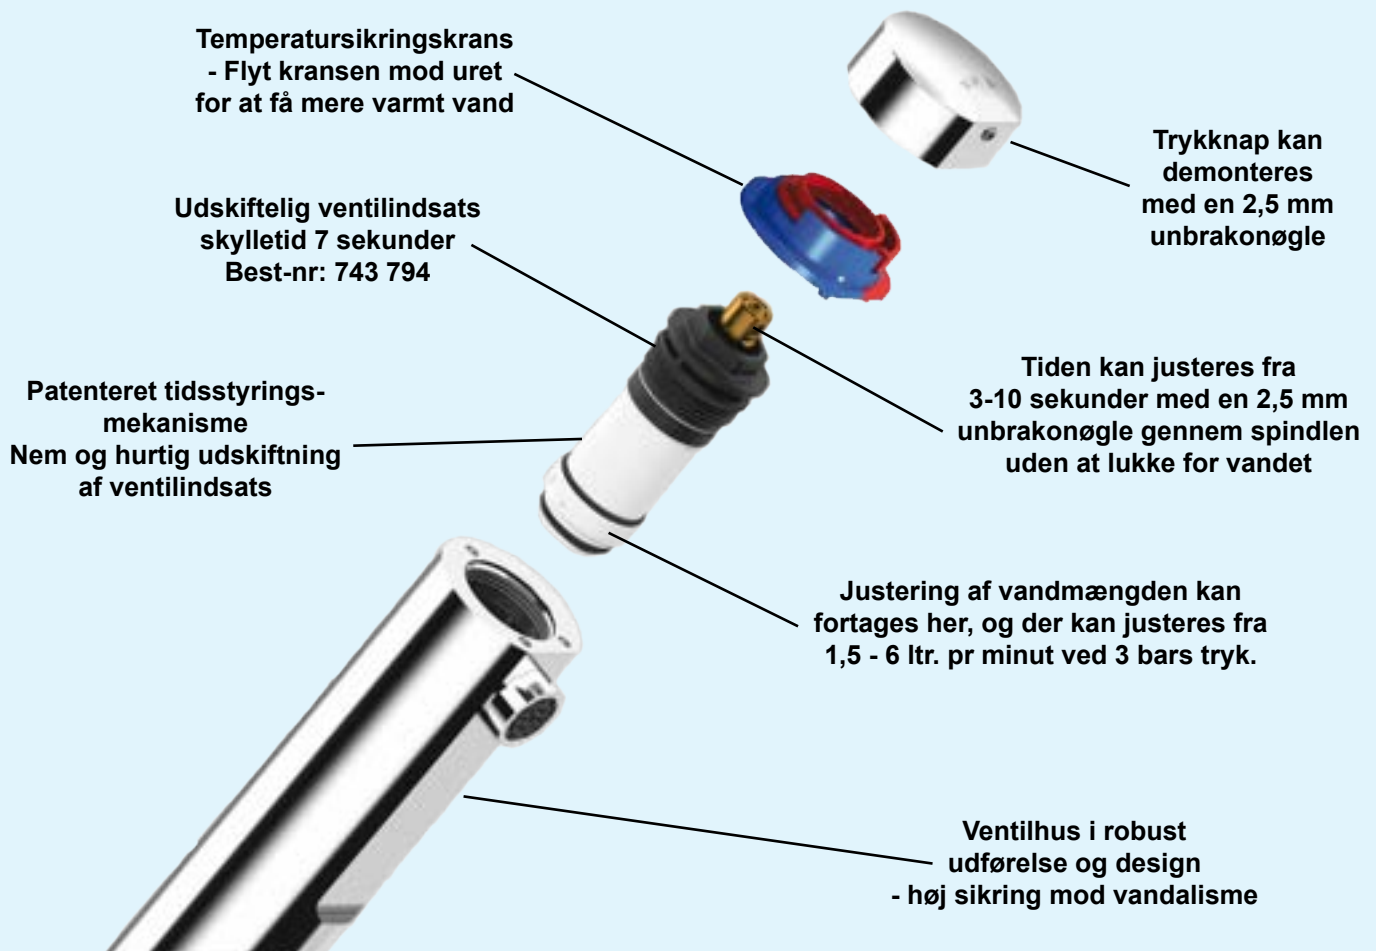 Temperatursikringskrans
- Flyt kransen mod uret
for at få mere varmt vand
Trykknap kan
demonteres
med en 2,5 mm
unbrakonøgle
Udskiftelig ventilindsats
skylletid 7 sekunder
Best-nr: 743 794
Tiden kan justeres fra
3-10 sekunder med en 2,5 mm
unbrakonøgle gennem spindlen
uden at lukke for vandet
Patenteret tidsstyrings-
mekanisme
Nem og hurtig udskiftning
af ventilindsats
Justering af vandmængden kan
fortages her, og der kan justeres fra
1,5 - 6 ltr. pr minut ved 3 bars tryk.
Ventilhus i robust
udførelse og design
- høj sikring mod vandalisme